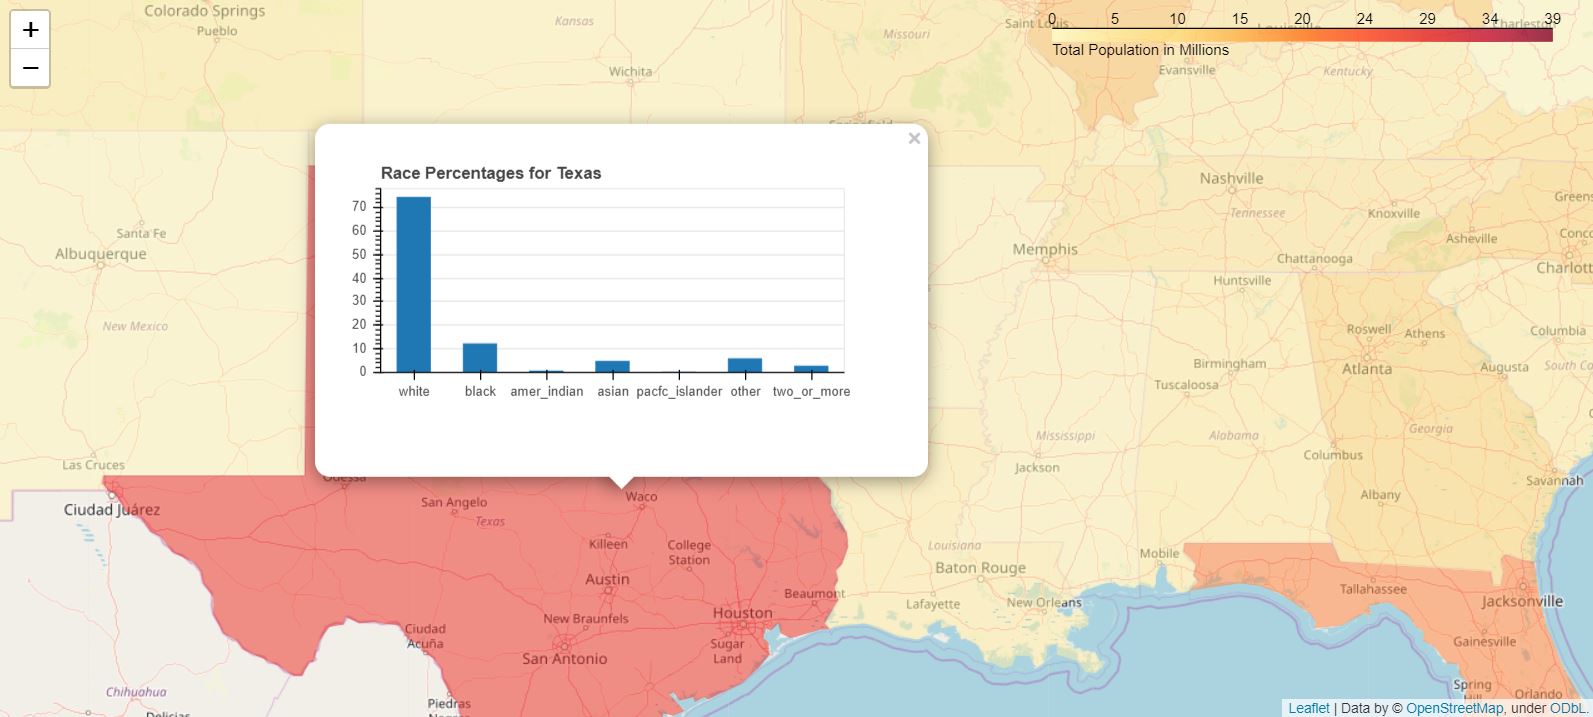 +
−
Colorado Springs
Pueblo
Kansas
Wichita
Missouri
Saint Louis
Louisville
Charleston
Evansville
Kentucky
0 5 10 15 20 24 29 34 39
Total Population in Millions
Springfield
×
Race Percentages for Texas
70
60
50
40
30
20
10
0
white black amer_indian asian pacfc_islander other two_or_more
Santa Fe
Albuquerque
New Mexico
Las Cruces
Ciudad Juárez
Nashville
Tennessee
Knoxville
Greens
Asheville
Conco
Memphis
Chattanooga
Charlott
Huntsville
Roswell
Athens
Columbia
Birmingham
Atlanta
Augusta
South Co
Tuscaloosa
Mississippi
Alabama
Georgia
Jackson
Columbus
Savannah
Albany
Odessa
San Angelo
Waco
Texas
Killeen
College
Station
Austin
Beaumont
New Braunfels
Houston
Sugar
Land
San Antonio
Ciudad
Acuña
Piedras
Negras
Chihuahua
Delicias
Louisiana
Baton Rouge
Lafayette
New Orleans
Mobile
Tallahassee
Jacksonville
Gainesville
Spring
Hill
Orlando
Leaflet | Data by © OpenStreetMap, under ODbL.